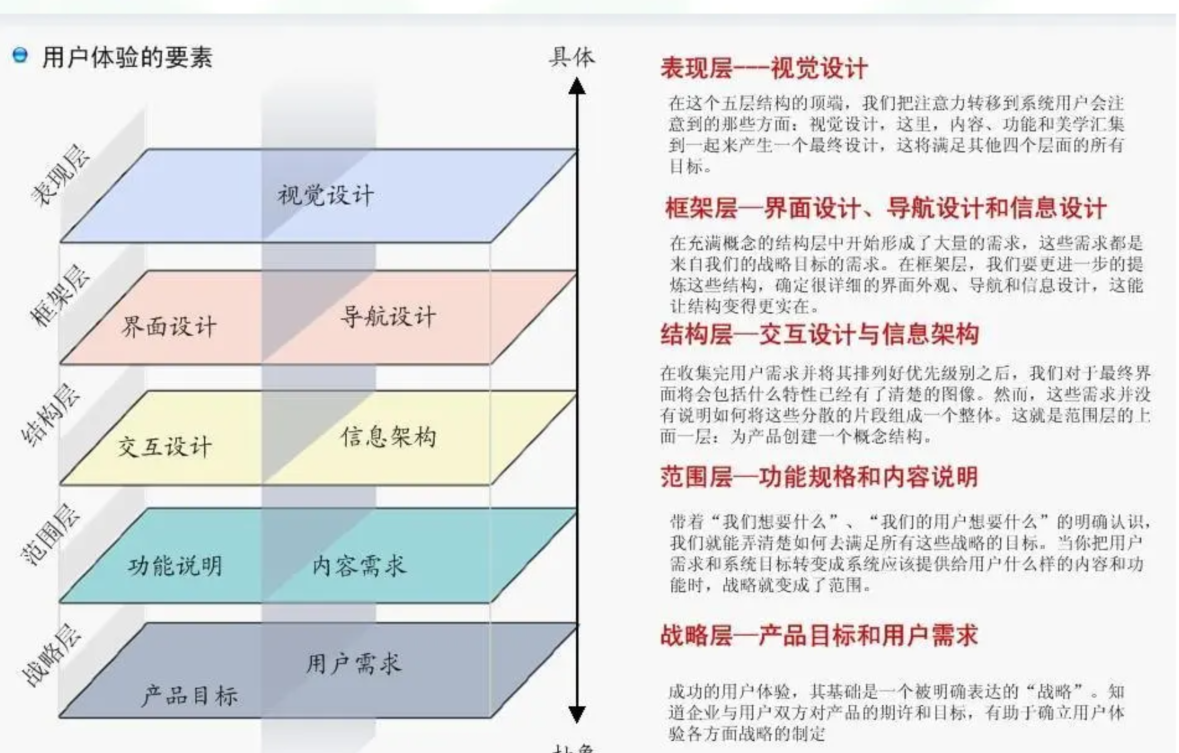 用户体验的要素
具体
表现层
视觉设计
框架层
界面设计
导航设计
结构层
交互设计
信息架构
范围层
功能说明
内容需求
战略层
用户需求
产品目标
表现层---视觉设计
在这个五层结构的顶端，我们把注意力转移到系统用户会注
意到的那些方面：视觉设计，这里，内容、功能和美学汇集
到一起来产生一个最终设计，这将满足其他四个层面的所有
目标。
框架层—界面设计、导航设计和信息设计
在充满概念的结构层中开始形成了大量的需求，这些需求都是
来自我们的战略目标的需求。在框架层，我们要更进一步的提
炼这些结构，确定很详细的界面外观、导航和信息设计，这能
让结构变得更实在。
结构层—交互设计与信息架构
在收集完用户需求并将其排列好优先级别之后，我们对于最终界
面将会包括什么特性已经有了清楚的图像。然而，这些需求并没
有说明如何将这些分散的片段组成一个整体。这就是范围层的上
面一层：为产品创建一个概念结构。
范围层—功能规格和内容说明
带着“我们想要什么”、“我们的用户想要什么”的明确认识，
我们就能弄清楚如何去满足所有这些战略的目标。当你把用户
需求和系统目标转变成系统应该提供给用户什么样的内容和功
能时，战略就变成了范围。
战略层—产品目标和用户需求
成功的用户体验，其基础是一个被明确表达的“战略”。知
道企业与用户双方对产品的期许和目标，有助于确立用户体
验各方面战略的制定